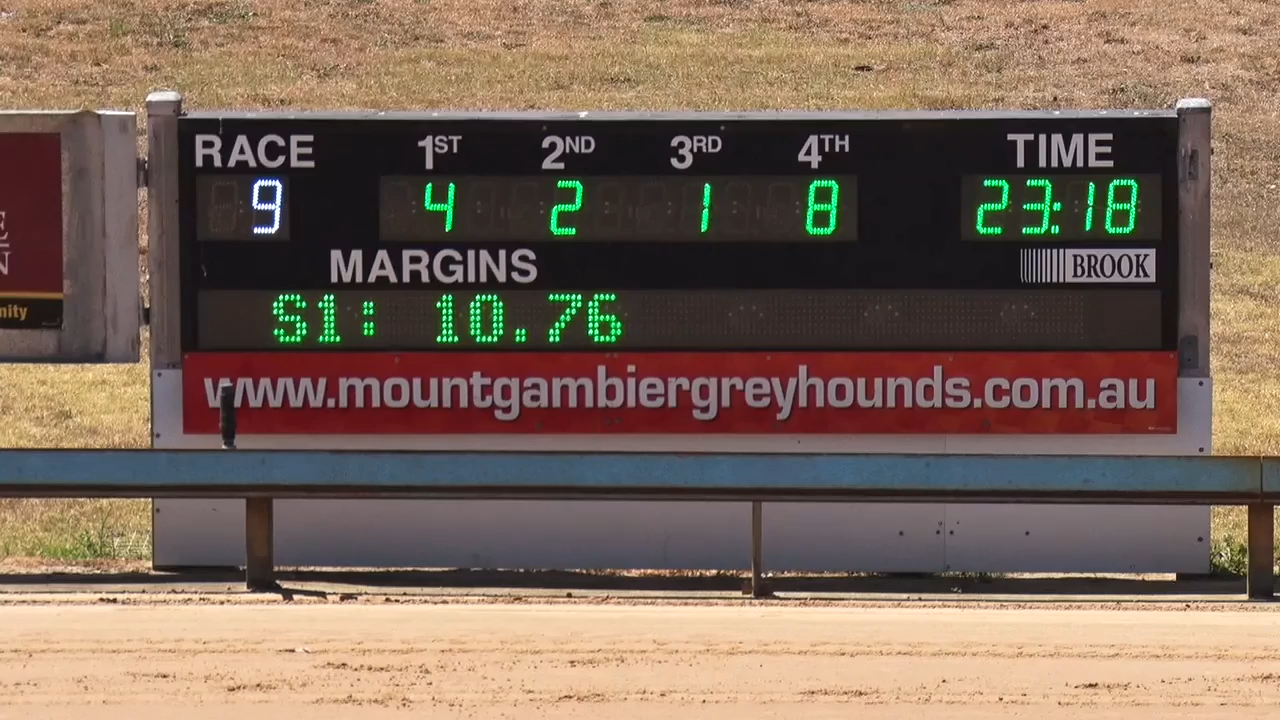 RACE 1ST 2ND 3RD 4TH TIME
9 4 2 1 8 23:18
MARGINS BROOK
S1: 10.76
www.mountgambiergreyhounds.com.au